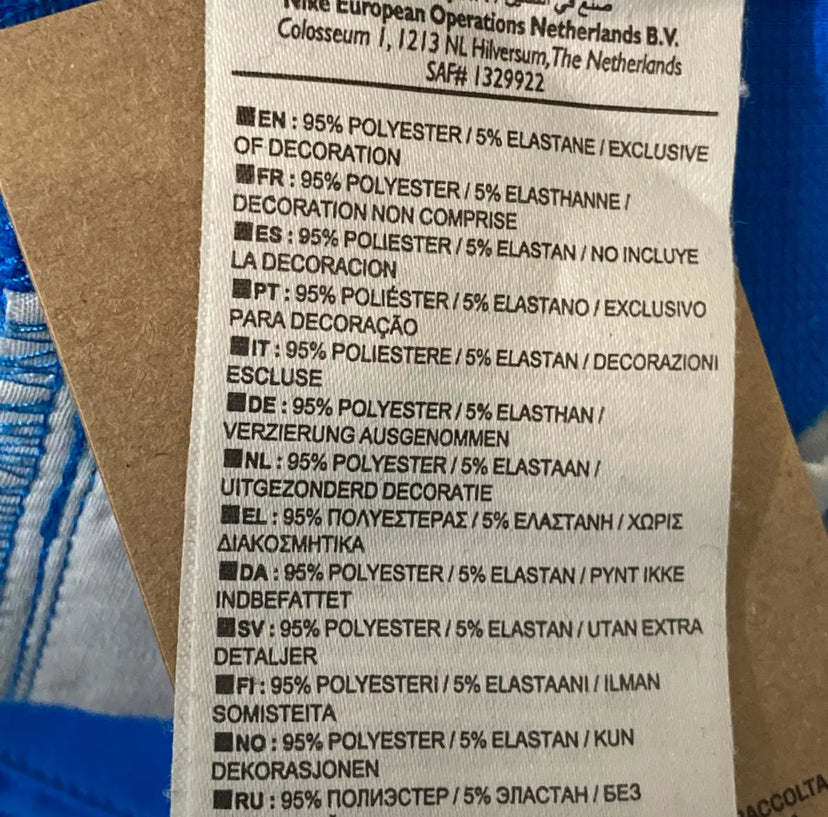 صنع في
Nike European Operations Netherlands B.V.
Colosseum 1, 1213 NL Hilversum, The Netherlands
SAF# 1329922
EN : 95% POLYESTER / 5% ELASTANE / EXCLUSIVE
OF DECORATION
FR : 95% POLYESTER / 5% ELASTHANNE /
DECORATION NON COMPRISE
ES : 95% POLIESTER / 5% ELASTAN / NO INCLUYE
LA DECORACION
PT : 95% POLIÉSTER / 5% ELASTANO / EXCLUSIVO
PARA DECORAÇÃO
IT : 95% POLIESTERE / 5% ELASTAN / DECORAZIONI
ESCLUSE
DE : 95% POLYESTER / 5% ELASTHAN /
VERZIERUNG AUSGENOMMEN
NL : 95% POLYESTER / 5% ELASTAAN /
UITGEZONDERD DECORATIE
EL : 95% ΠΟΛΥΕΣΤΕΡΑΣ / 5% ΕΛΑΣΤΑΝΗ / ΧΩΡΙΣ
ΔΙΑΚΟΣΜΗΤΙΚΑ
DA : 95% POLYESTER / 5% ELASTAN / PYNT IKKE
INDBEFATTET
SV : 95% POLYESTER / 5% ELASTAN / UTAN EXTRA
DETALJER
FI : 95% POLYESTERI / 5% ELASTAANI / ILMAN
SOMISTEITA
NO : 95% POLYESTER / 5% ELASTAN / KUN
DEKORASJONEN
RU : 95% ПОЛИЭСТЕР / 5% ЭЛАСТАН / БЕЗ
RACCOLTA